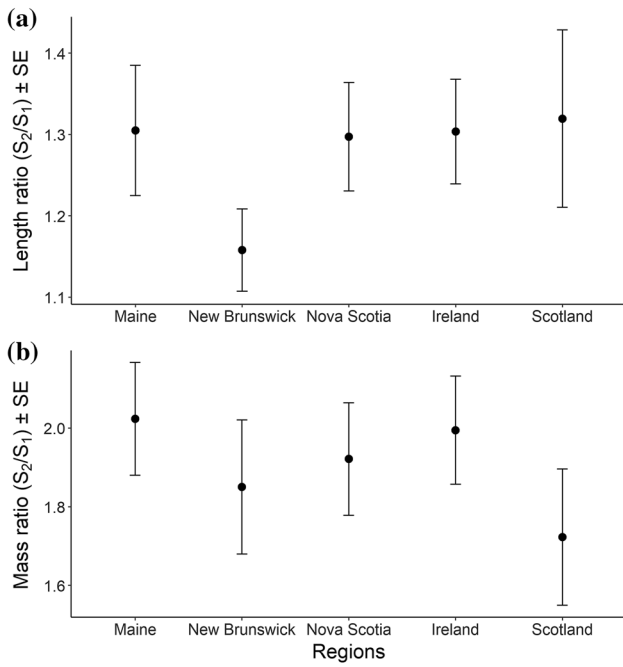 (a)
Length ratio (S₂/S₁) ± SE
1.4
1.3
1.2
1.1
Maine New Brunswick Nova Scotia Ireland Scotland
(b)
Mass ratio (S₂/S₁) ± SE
2.0
1.8
1.6
Maine New Brunswick Nova Scotia Ireland Scotland
Regions